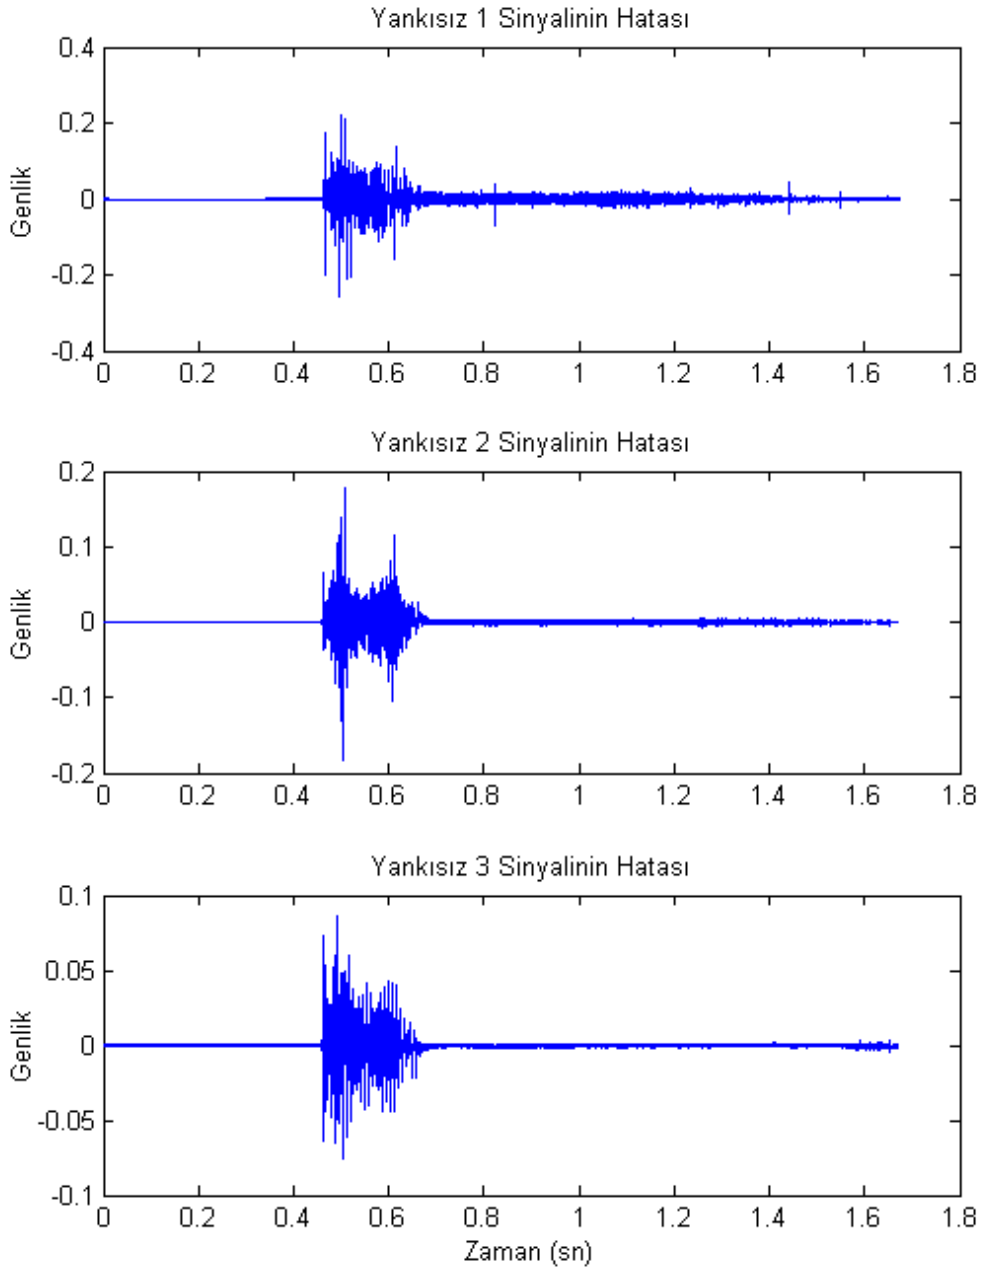 Yankısız 1 Sinyalinin Hatası
0.4
0.2
0
-0.2
-0.4
Genlik
0 0.2 0.4 0.6 0.8 1 1.2 1.4 1.6 1.8
Yankısız 2 Sinyalinin Hatası
0.2
0.1
0
-0.1
-0.2
Genlik
0 0.2 0.4 0.6 0.8 1 1.2 1.4 1.6 1.8
Yankısız 3 Sinyalinin Hatası
0.1
0.05
0
-0.05
-0.1
Genlik
0 0.2 0.4 0.6 0.8 1 1.2 1.4 1.6 1.8
Zaman (sn)